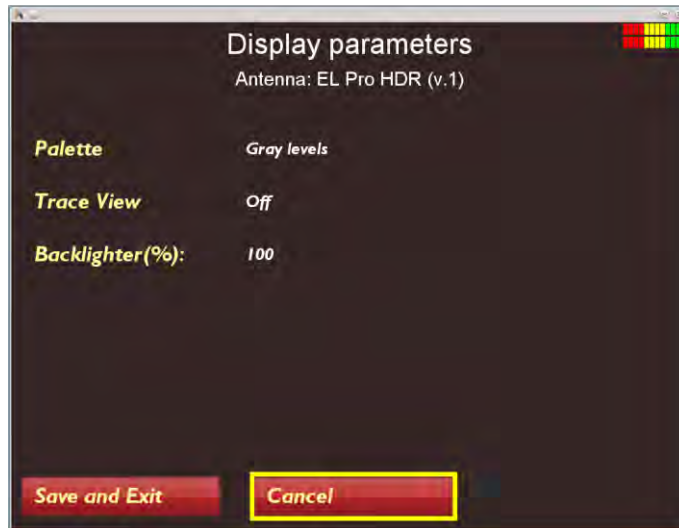 Display parameters
Antenna: EL Pro HDR (v.1)
Palette Gray levels
Trace View Off
Backlighter(%): 100
Save and Exit Cancel